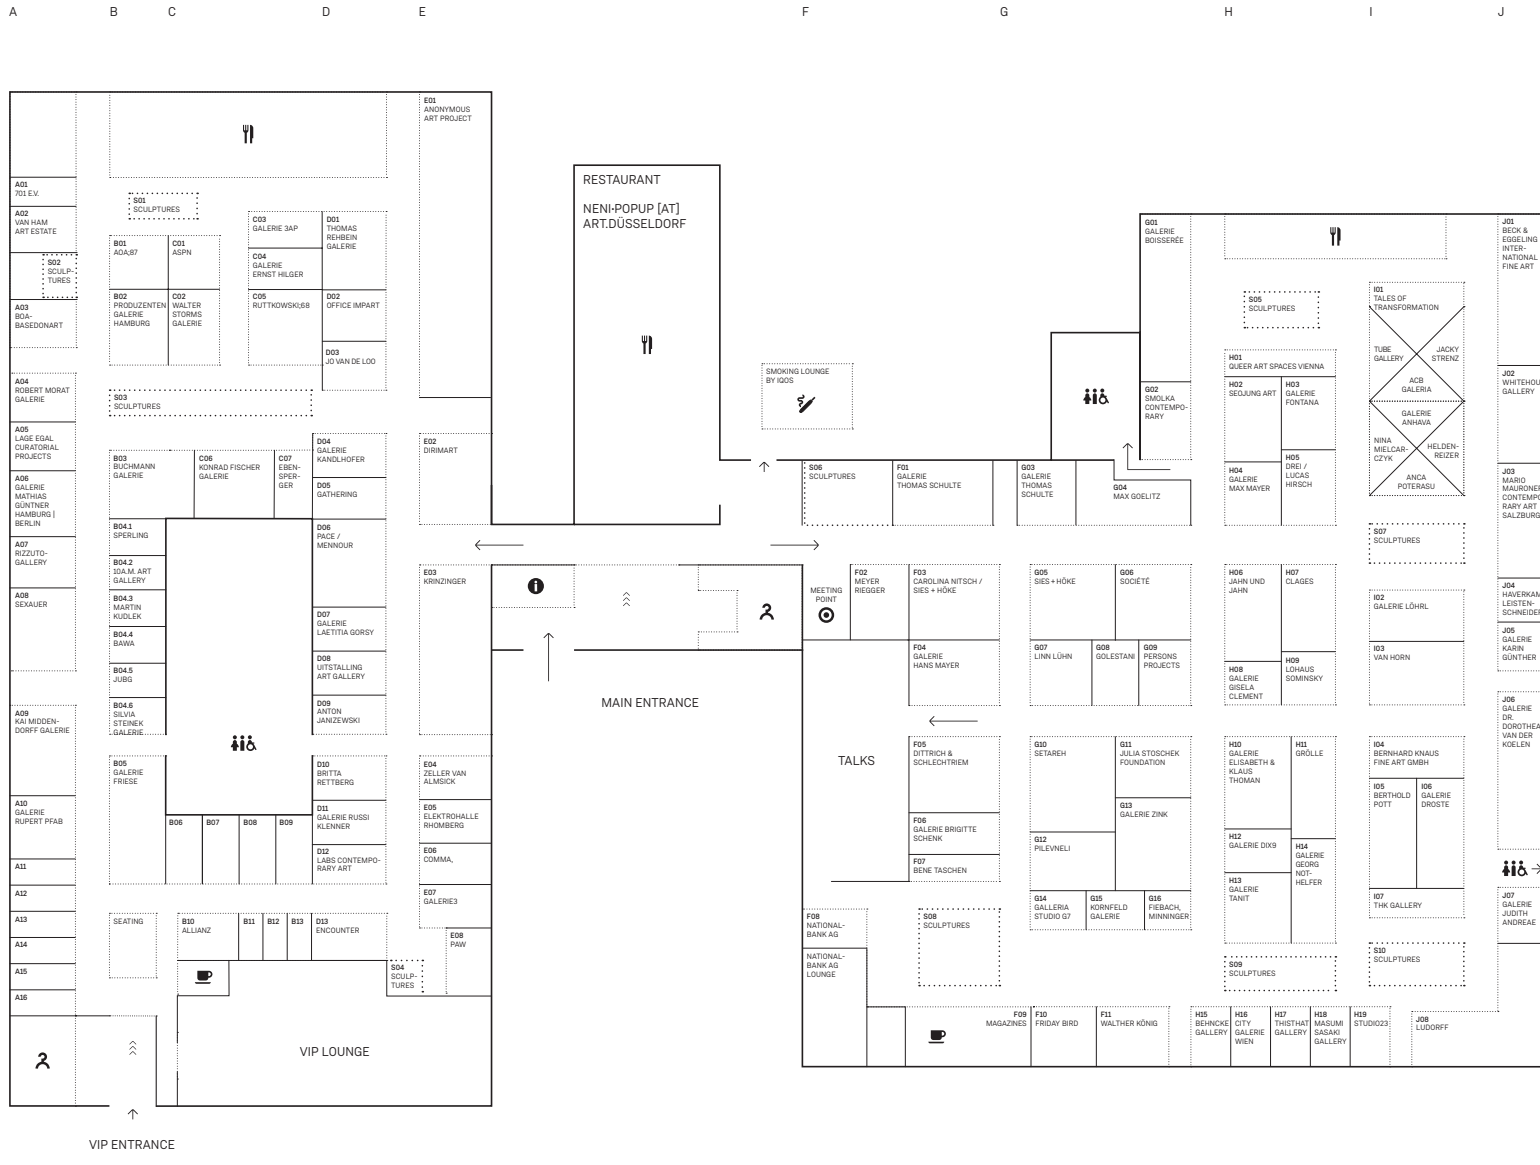 A
B
C
D
E
F
G
H
I
J
A01
701 E.V.
A02
VAN HAM
ART ESTATE
S02
SCULP-
TURES
A03
BOA-
BASEDONART
A04
ROBERT MORAT
GALERIE
A05
LAGE EGAL
CURATORIAL
PROJECTS
A06
GALERIE
MATHIAS
GÜNTNER
HAMBURG |
BERLIN
A07
RIZZUTO-
GALLERY
A08
SEXAUER
A09
KAI MIDDEN-
DORFF GALERIE
A10
GALERIE
RUPERT PFAB
A11
A12
A13
A14
A15
A16
S01
SCULPTURES
B01
AOA;87
C01
ASPN
B02
PRODUZENTEN
GALERIE
HAMBURG
C02
WALTER
STORMS
GALERIE
C03
GALERIE 3AP
C04
GALERIE
ERNST HILGER
C05
RUTTKOWSKI;68
D01
THOMAS
REHBEIN
GALERIE
D02
OFFICE IMPART
D03
JO VAN DE LOO
S03
SCULPTURES
B03
BUCHMANN
GALERIE
C06
KONRAD FISCHER
GALERIE
C07
EBEN-
SPER-
GER
D04
GALERIE
KANDLHOFER
D05
GATHERING
D06
PACE /
MENNOUR
D07
GALERIE
LAETITIA GORSY
D08
UITSTALLING
ART GALLERY
D09
ANTON
JANIZEWSKI
B04.1
SPERLING
B04.2
10A.M. ART
GALLERY
B04.3
MARTIN
KUDLEK
B04.4
BAWA
B04.5
JUBG
B04.6
SILVIA
STEINEK
GALERIE
B05
GALERIE
FRIESE
B06
B07
B08
B09
D10
BRITTA
RETTBERG
D11
GALERIE RUSSI
KLENNER
D12
LABS CONTEMPO-
RARY ART
SEATING
B10
ALLIANZ
B11
B12
B13
D13
ENCOUNTER
S04
SCULP-
TURES
VIP LOUNGE
VIP ENTRANCE
E01
ANONYMOUS
ART PROJECT
E02
DIRIMART
E03
KRINZINGER
E04
ZELLER VAN
ALMSICK
E05
ELEKTROHALLE
RHOMBERG
E06
COMMA,
E07
GALERIE3
E08
PAW
RESTAURANT
NENI•POPUP [AT]
ART.DÜSSELDORF
MAIN ENTRANCE
SMOKING LOUNGE
BY IQOS
S06
SCULPTURES
F01
GALERIE
THOMAS SCHULTE
G03
GALERIE
THOMAS
SCHULTE
G04
MAX GOELITZ
G01
GALERIE
BOISSERÉE
G02
SMOLKA
CONTEMPO-
RARY
MEETING
POINT
F02
MEYER
RIEGGER
F03
CAROLINA NITSCH /
SIES + HÖKE
F04
GALERIE
HANS MAYER
TALKS
F05
DITTRICH &
SCHLECHTRIEM
F06
GALERIE BRIGITTE
SCHENK
F07
BENE TASCHEN
F08
NATIONAL-
BANK AG
NATIONAL-
BANK AG
LOUNGE
S08
SCULPTURES
F09
MAGAZINES
F10
FRIDAY BIRD
F11
WALTHER KÖNIG
G05
SIES + HÖKE
G06
SOCIÉTÉ
G07
LINN LÜHN
G08
GOLESTANI
G09
PERSONS
PROJECTS
G10
SETAREH
G11
JULIA STOSCHEK
FOUNDATION
G12
PILEVNELI
G13
GALERIE ZINK
G14
GALLERIA
STUDIO G7
G15
KORNFELD
GALERIE
G16
FIEBACH,
MINNINGER
S05
SCULPTURES
H01
QUEER ART SPACES VIENNA
H02
SEOJUNG ART
H03
GALERIE
FONTANA
H04
GALERIE
MAX MAYER
H05
DREI /
LUCAS
HIRSCH
H06
JAHN UND
JAHN
H07
CLAGES
H08
GALERIE
GISELA
CLEMENT
H09
LOHAUS
SOMINSKY
H10
GALERIE
ELISABETH &
KLAUS
THOMAN
H11
GRÖLLE
H12
GALERIE DIX9
H13
GALERIE
TANIT
H14
GALERIE
GEORG
NOT-
HELFER
S09
SCULPTURES
H15
BEHNCKE
GALLERY
H16
CITY
GALERIE
WIEN
H17
THISTHAT
GALLERY
H18
MASUMI
SASAKI
GALLERY
H19
STUDIO23
I01
TALES OF
TRANSFORMATION
TUBE
GALLERY
JACKY
STRENZ
ACB
GALERIA
GALERIE
ANHAVA
NINA
MIELCAR-
CZYK
HELDEN-
REIZER
ANCA
POTERASU
S07
SCULPTURES
I02
GALERIE LÖHRL
I03
VAN HORN
I04
BERNHARD KNAUS
FINE ART GMBH
I05
BERTHOLD
POTT
I06
GALERIE
DROSTE
I07
THK GALLERY
S10
SCULPTURES
J01
BECK &
EGGELING
INTER-
NATIONAL
FINE ART
J02
WHITEHOU
GALLERY
J03
MARIO
MAURONER
CONTEMPO
RARY ART
SALZBURG
J04
HAVERKAM
LEISTEN-
SCHNEIDER
J05
GALERIE
KARIN
GÜNTHER
J06
GALERIE
DR.
DOROTHEA
VAN DER
KOELEN
J07
GALERIE
JUDITH
ANDREAE
J08
LUDORFF